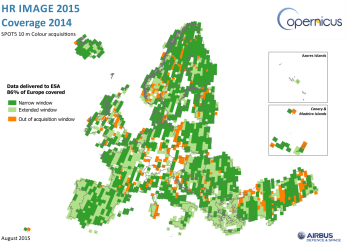 HR IMAGE 2015
Coverage 2014
SPOT5 10 m Colour acquisitions
opernicus
Azores Islands
Data delivered to ESA
86% of Europe covered
Narrow window
Extended window
Out of acquisition window
Canary &
Madeira Islands
August 2015
AIRBUS
DEFENCE & SPACE